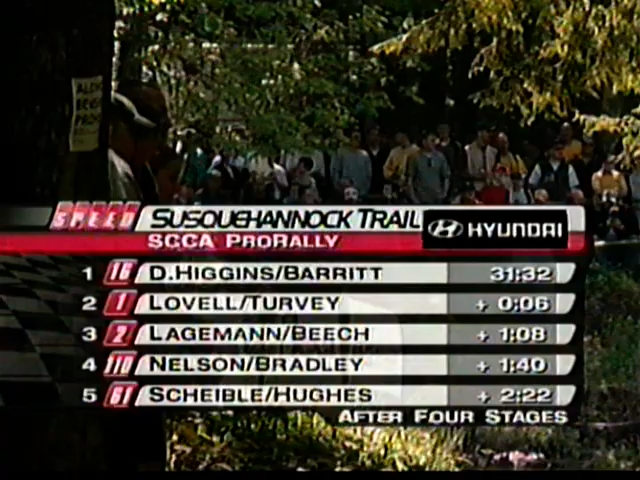 SPEED SUSQUEHANNOCK TRAIL HYUNDAI
SCCA PRORALLY
1 16 D.HIGGINS/BARRITT 31:32
2 1 LOVELL/TURVEY + 0:06
3 2 LAGEMANN/BEECH + 1:08
4 110 NELSON/BRADLEY + 1:40
5 61 SCHEIBLE/HUGHES + 2:22
AFTER FOUR STAGES